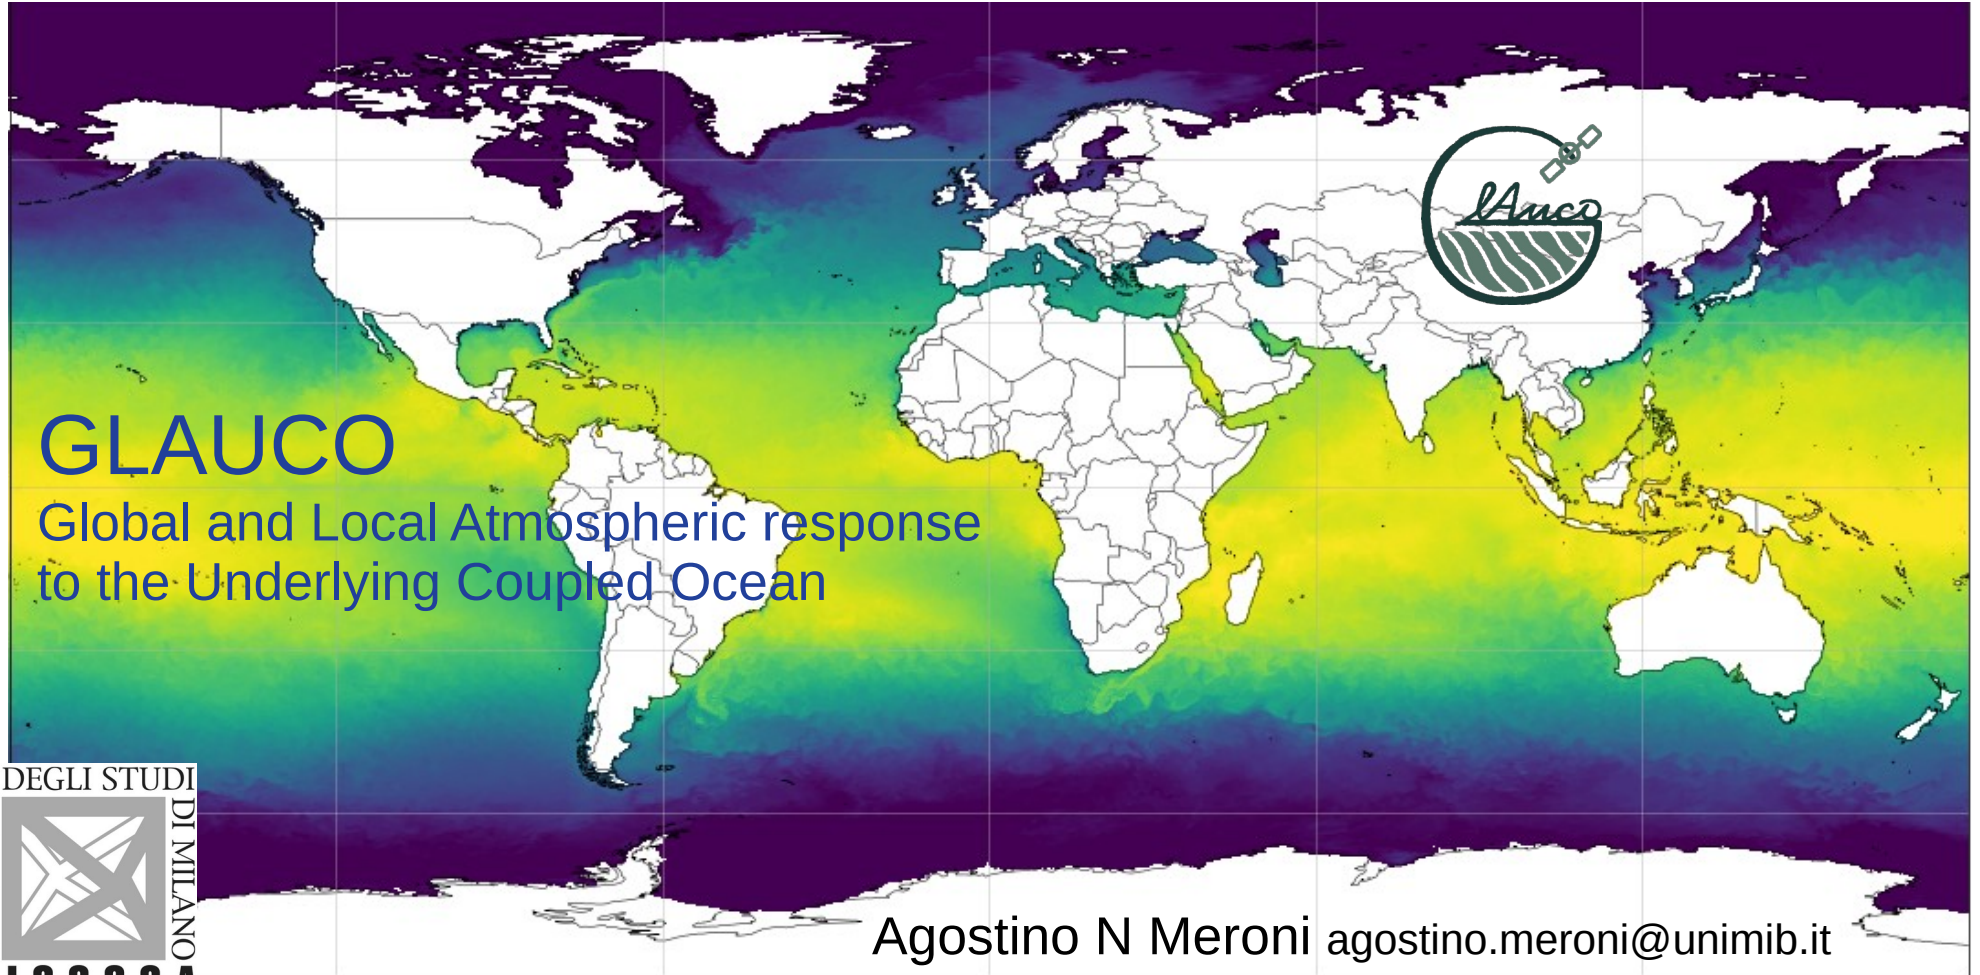 lAuco
GLAUCO
Global and Local Atmospheric response
to the Underlying Coupled Ocean
DEGLI STUDI
DI MILANO
Agostino N Meroni agostino.meroni@unimib.it